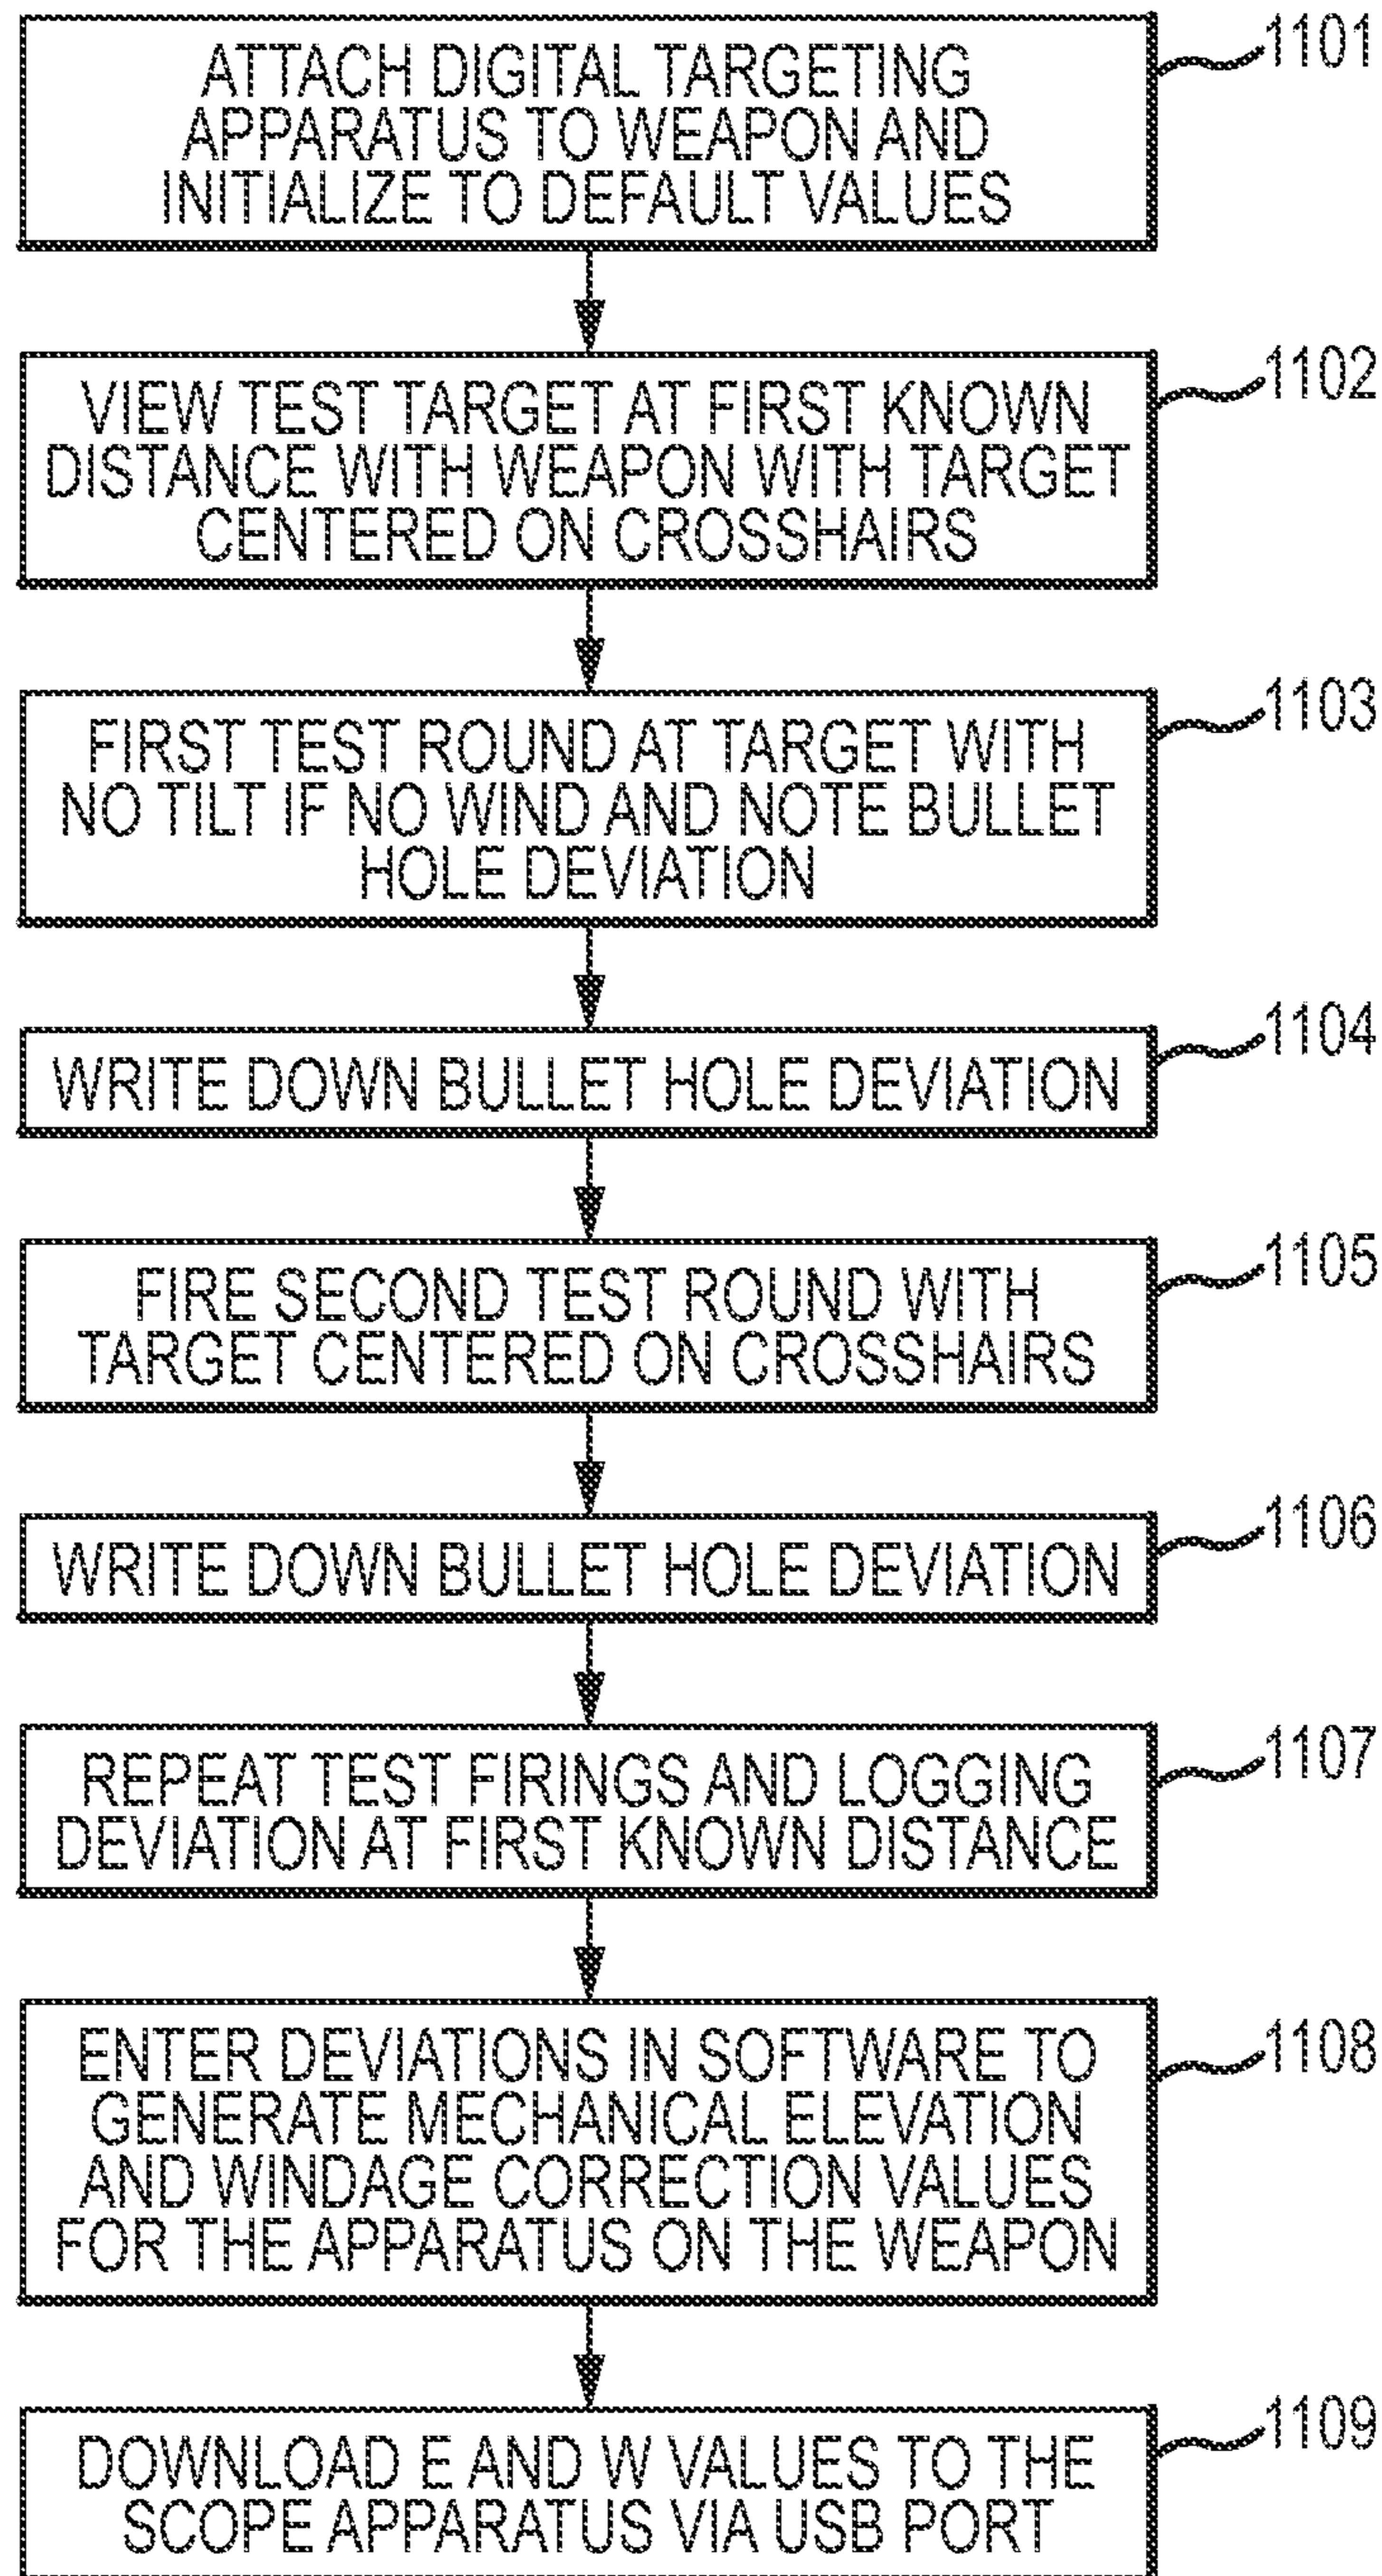 ATTACH DIGITAL TARGETING
APPARATUS TO WEAPON AND
INITIALIZE TO DEFAULT VALUES
1101
VIEW TEST TARGET AT FIRST KNOWN
DISTANCE WITH WEAPON WITH TARGET
CENTERED ON CROSSHAIRS
1102
FIRST TEST ROUND AT TARGET WITH
NO TILT IF NO WIND AND NOTE BULLET
HOLE DEVIATION
1103
WRITE DOWN BULLET HOLE DEVIATION
1104
FIRE SECOND TEST ROUND WITH
TARGET CENTERED ON CROSSHAIRS
1105
WRITE DOWN BULLET HOLE DEVIATION
1106
REPEAT TEST FIRINGS AND LOGGING
DEVIATION AT FIRST KNOWN DISTANCE
1107
ENTER DEVIATIONS IN SOFTWARE TO
GENERATE MECHANICAL ELEVATION
AND WINDAGE CORRECTION VALUES
FOR THE APPARATUS ON THE WEAPON
1108
DOWNLOAD E AND W VALUES TO THE
SCOPE APPARATUS VIA USB PORT
1109